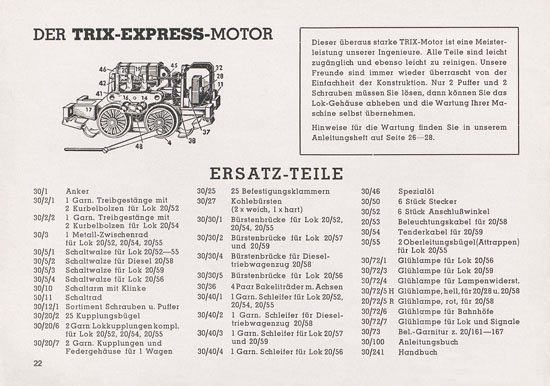 DER TRIX-EXPRESS-MOTOR
Dieser überaus starke TRIX-Motor ist eine Meister-
leistung unserer Ingenieure. Alle Teile sind leicht
zugänglich und ebenso leicht zu reinigen. Unsere
Freunde sind immer wieder überrascht von der
Einfachheit der Konstruktion. Nur 2 Puffer und 2
Schrauben müssen Sie lösen, dann können Sie das
Lok-Gehäuse abheben und die Wartung Ihrer Ma-
schine selbst übernehmen.
Hinweise für die Wartung finden Sie in unserem
Anleitungsheft auf Seite 26—28.
ERSATZ-TEILE
30/1 Anker
30/2/1 1 Garn. Treibgestänge mit
2 Kurbelbolzen für Lok 20/52
30/2/2 1 Garn. Treibgestänge mit
2 Kurbelbolzen für Lok 20/54
30/3 1 Metall-Zwischenrad
für Lok 20/52, 20/54, 20/55
30/5/1 Schaltwalze für Lok 20/52—55
30/5/2 Schaltwalze für Diesel 20/58
30/5/3 Schaltwalze für Lok 20/59
30/5/4 Schaltwalze für Lok 20/56
30/10 Schaltarm mit Klinke
30/11 Schaltrad
30/12/1 Sortiment Schrauben u. Puffer
30/20/2 25 Kupplungsbügel
30/20/6 2 Garn. Lokkupplungen kompl.
für Lok 20/52, 20/54, 20/55
30/20/7 2 Garn. Kupplungen und
Federgehäuse für 1 Wagen
30/25 25 Befestigungsklammern
30/27 Kohlebürsten
(2 x weich, 1 x hart)
30/30/1 Bürstenbrücke für Lok 20/52,
20/54, 20/55
30/30/2 Bürstenbrücke für Lok 20/57
und 20/59
30/30/4 Bürstenbrücke für Diesel-
triebwagenzug 20/58
30/30/5 Bürstenbrücke für Lok 20/56
30/36 4 Paar Bakeliträder m. Achsen
30/40/1 1 Garn. Schleifer für Lok 20/52,
20/54, 20/55
30/40/2 1 Garn. Schleifer für Diesel-
triebwagenzug 20/58
30/40/3 1 Garn. Schleifer für Lok 20/57
und 20/59
30/40/4 1 Garn. Schleifer für Lok 20/56
30/46 Spezialöl
30/50 6 Stück Stecker
30/52 6 Stück Anschlußwinkel
30/53 Beleuchtungskabel für 20/58
30/54 Tenderkabel für 20/59
30/55 2 Oberleitungsbügel (Attrappen)
für Lok 20/55
30/72/1 Glühlampe für Lok 20/56
30/72/3 Glühlampe für Lok 20/52
30/72/4 Glühlampe für Lampenwiderst.
30/72/5 H Glühlampe, hell, für 20/28 u. 20/58
30/72/5 R Glühlampe, rot, für 20/58
30/72/6 Glühlampe für Bahnhöfe
30/72/7 Glühlampe für Lok und Signale
30/73 Bel.-Garnitur z. 20/161—167
30/100 Anleitungsbuch
30/241 Handbuch
22